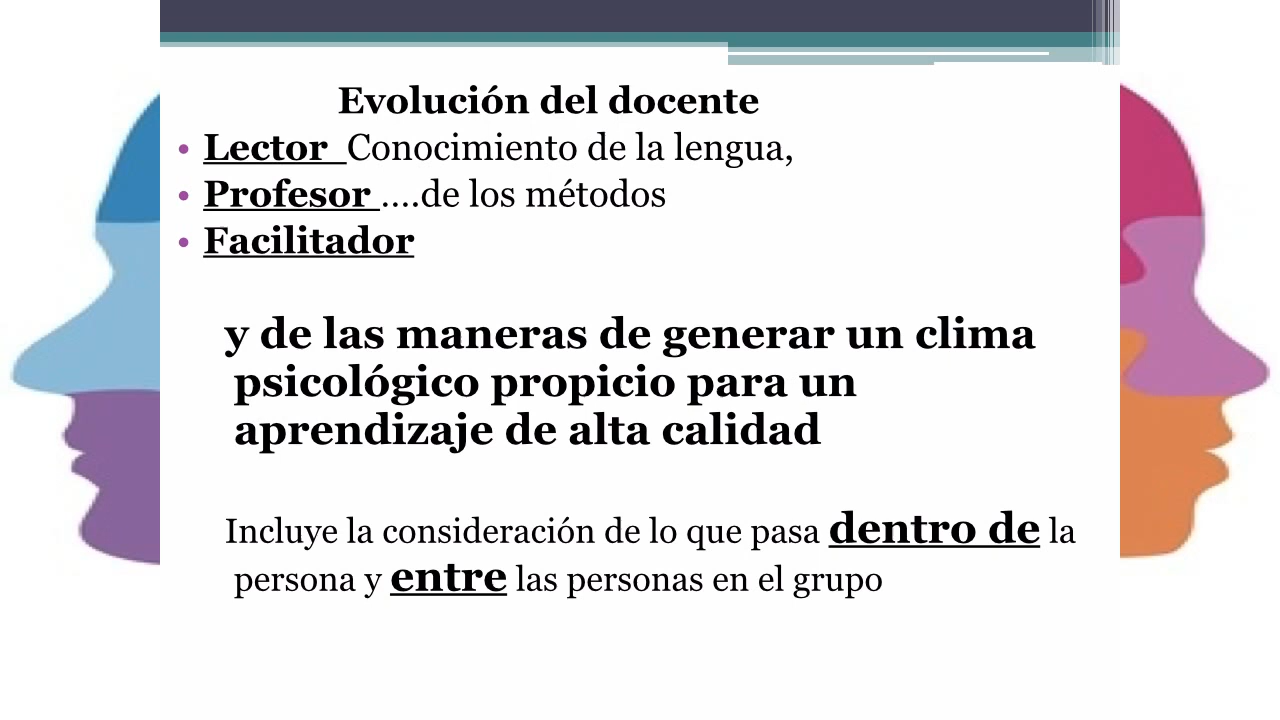 Evolución del docente
• Lector Conocimiento de la lengua,
• Profesor ....de los métodos
• Facilitador
y de las maneras de generar un clima
psicológico propicio para un
aprendizaje de alta calidad
Incluye la consideración de lo que pasa dentro de la
persona y entre las personas en el grupo